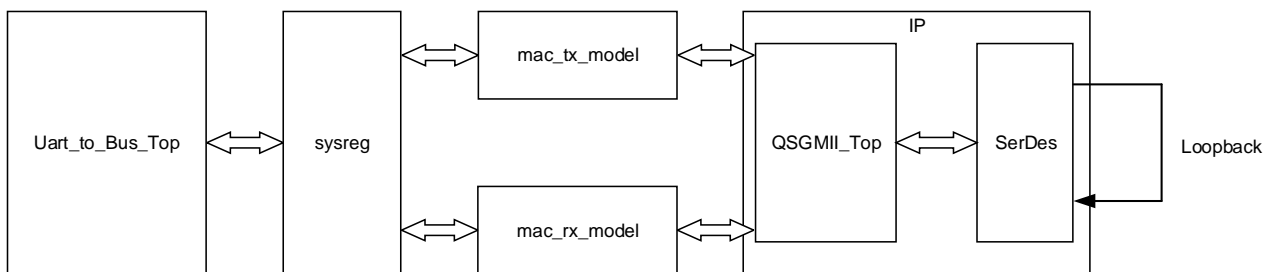 IP
mac_tx_model
Uart_to_Bus_Top
sysreg
QSGMII_Top
SerDes
Loopback
mac_rx_model